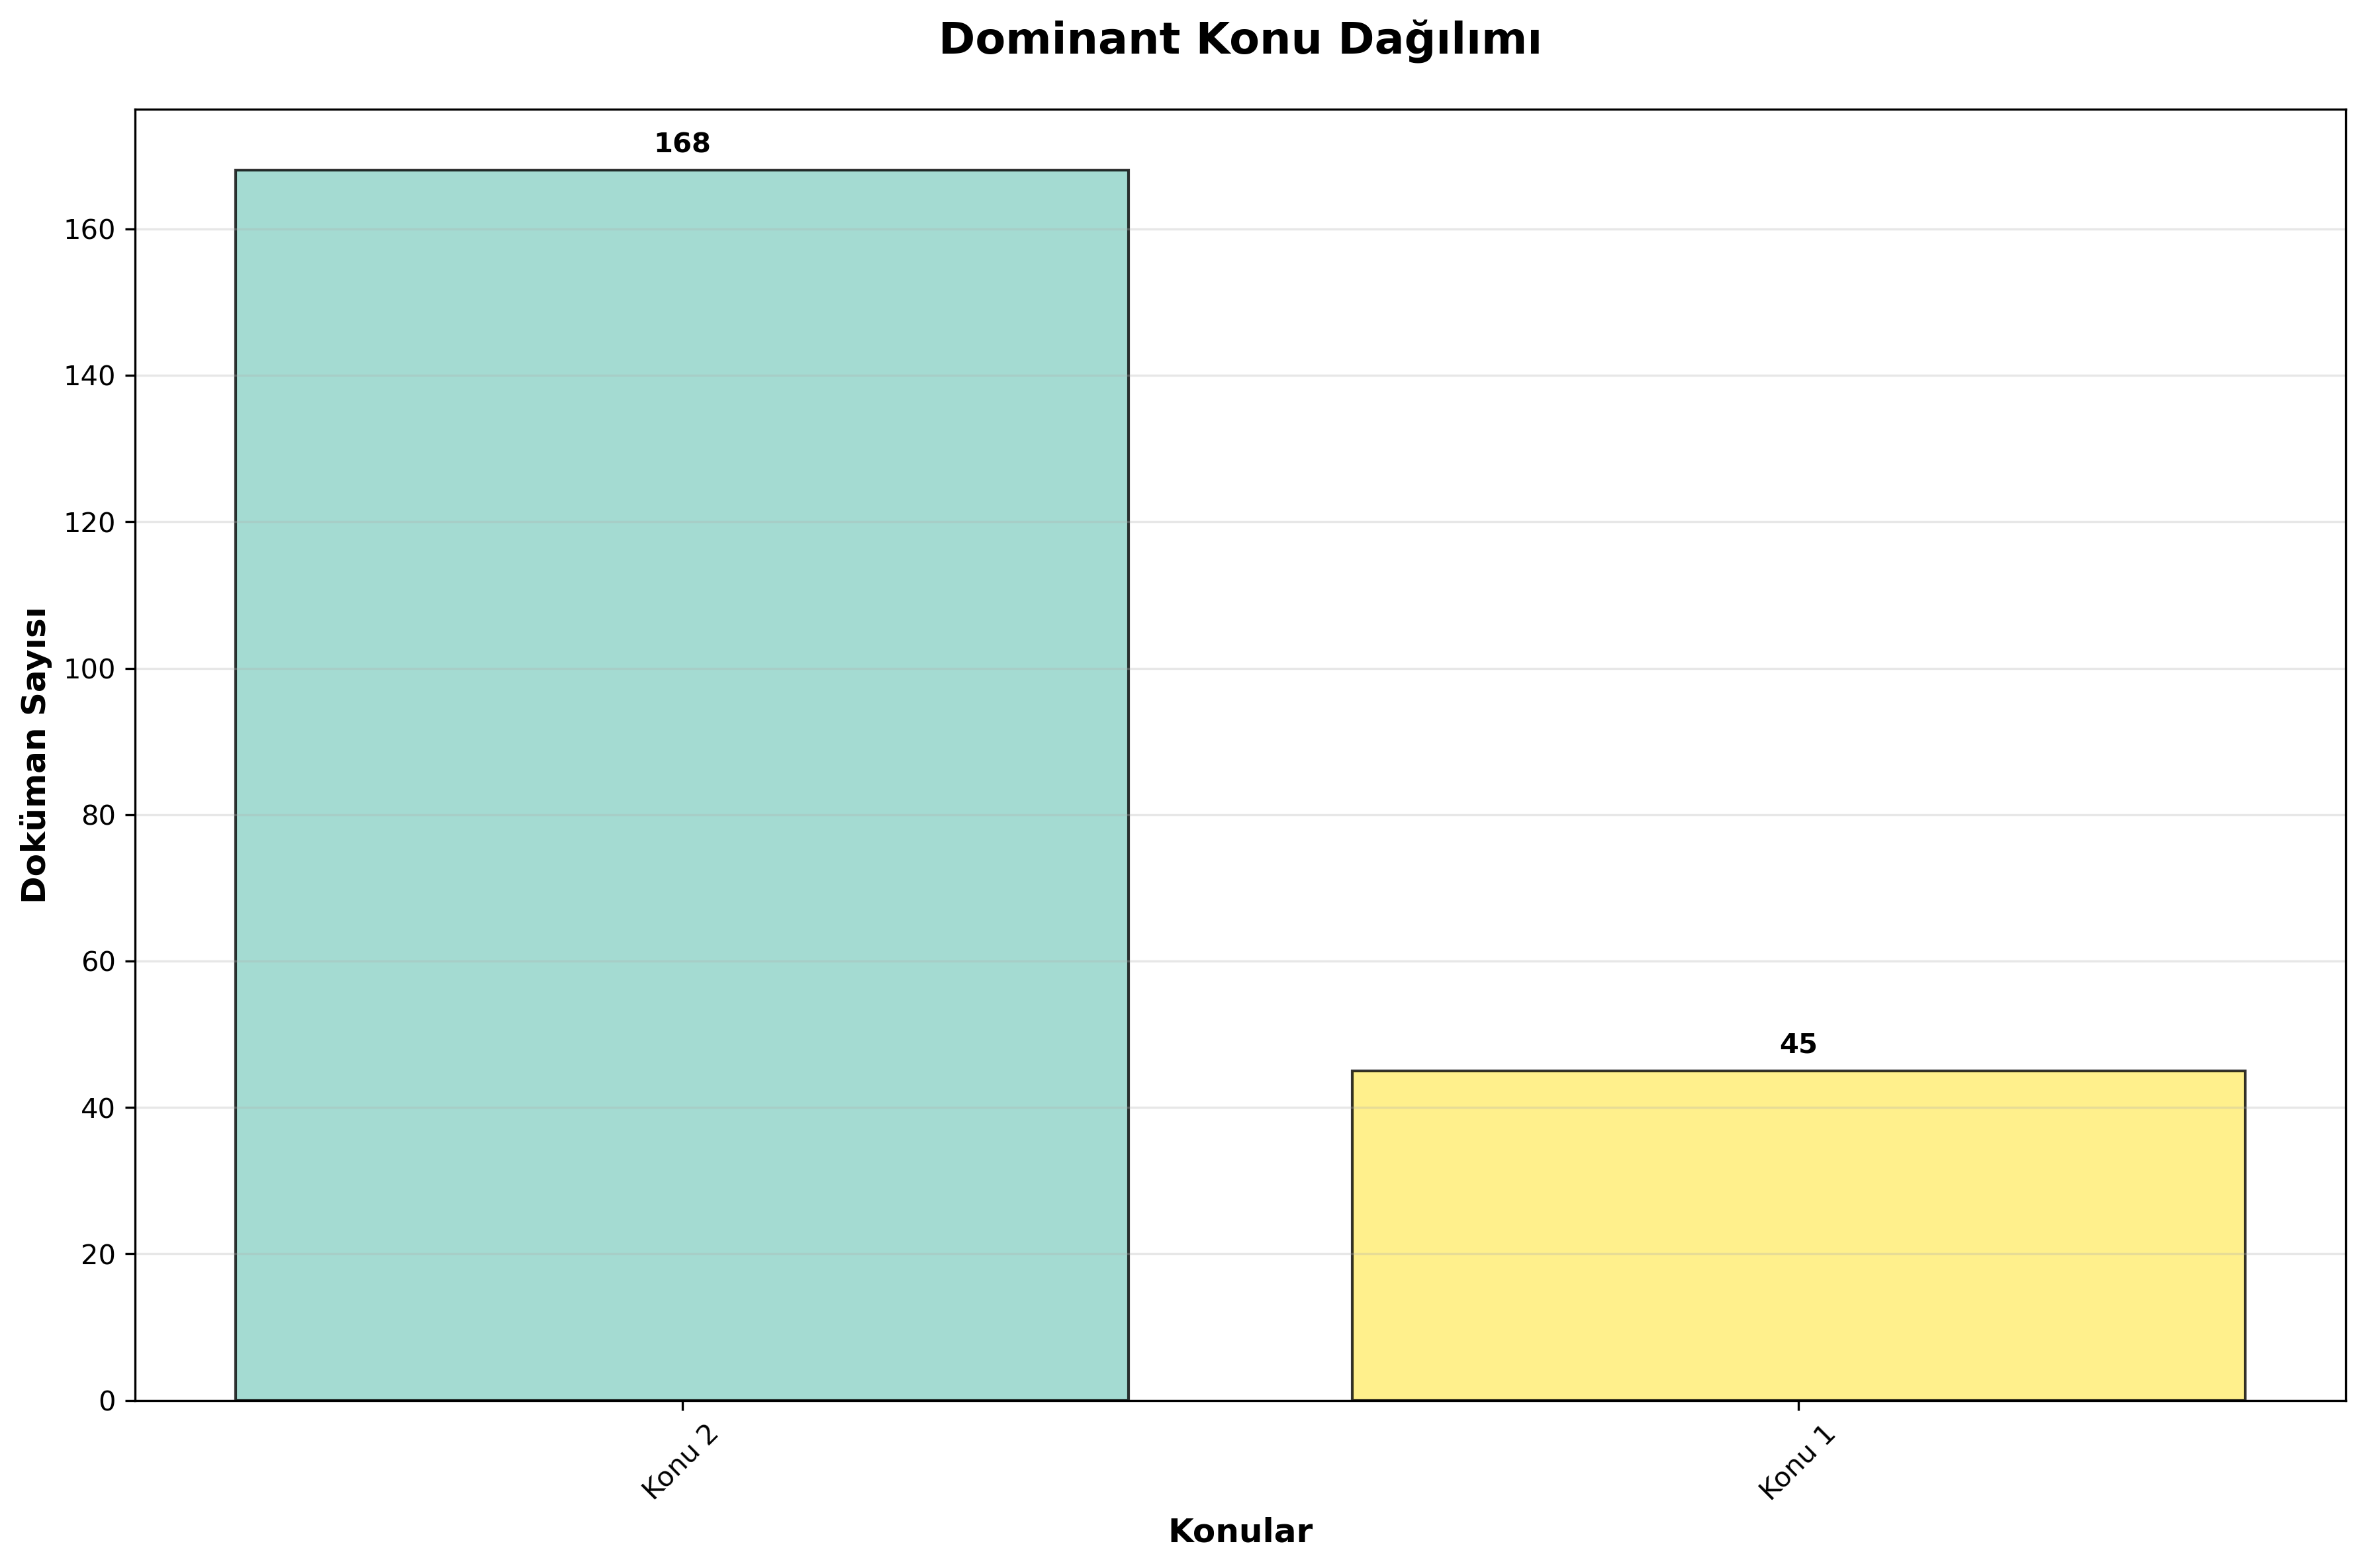 Dominant Konu Dağılımı
168
160
140
120
100
80
60
45
40
20
0
Doküman Sayısı
Konu 2
Konu 1
Konular